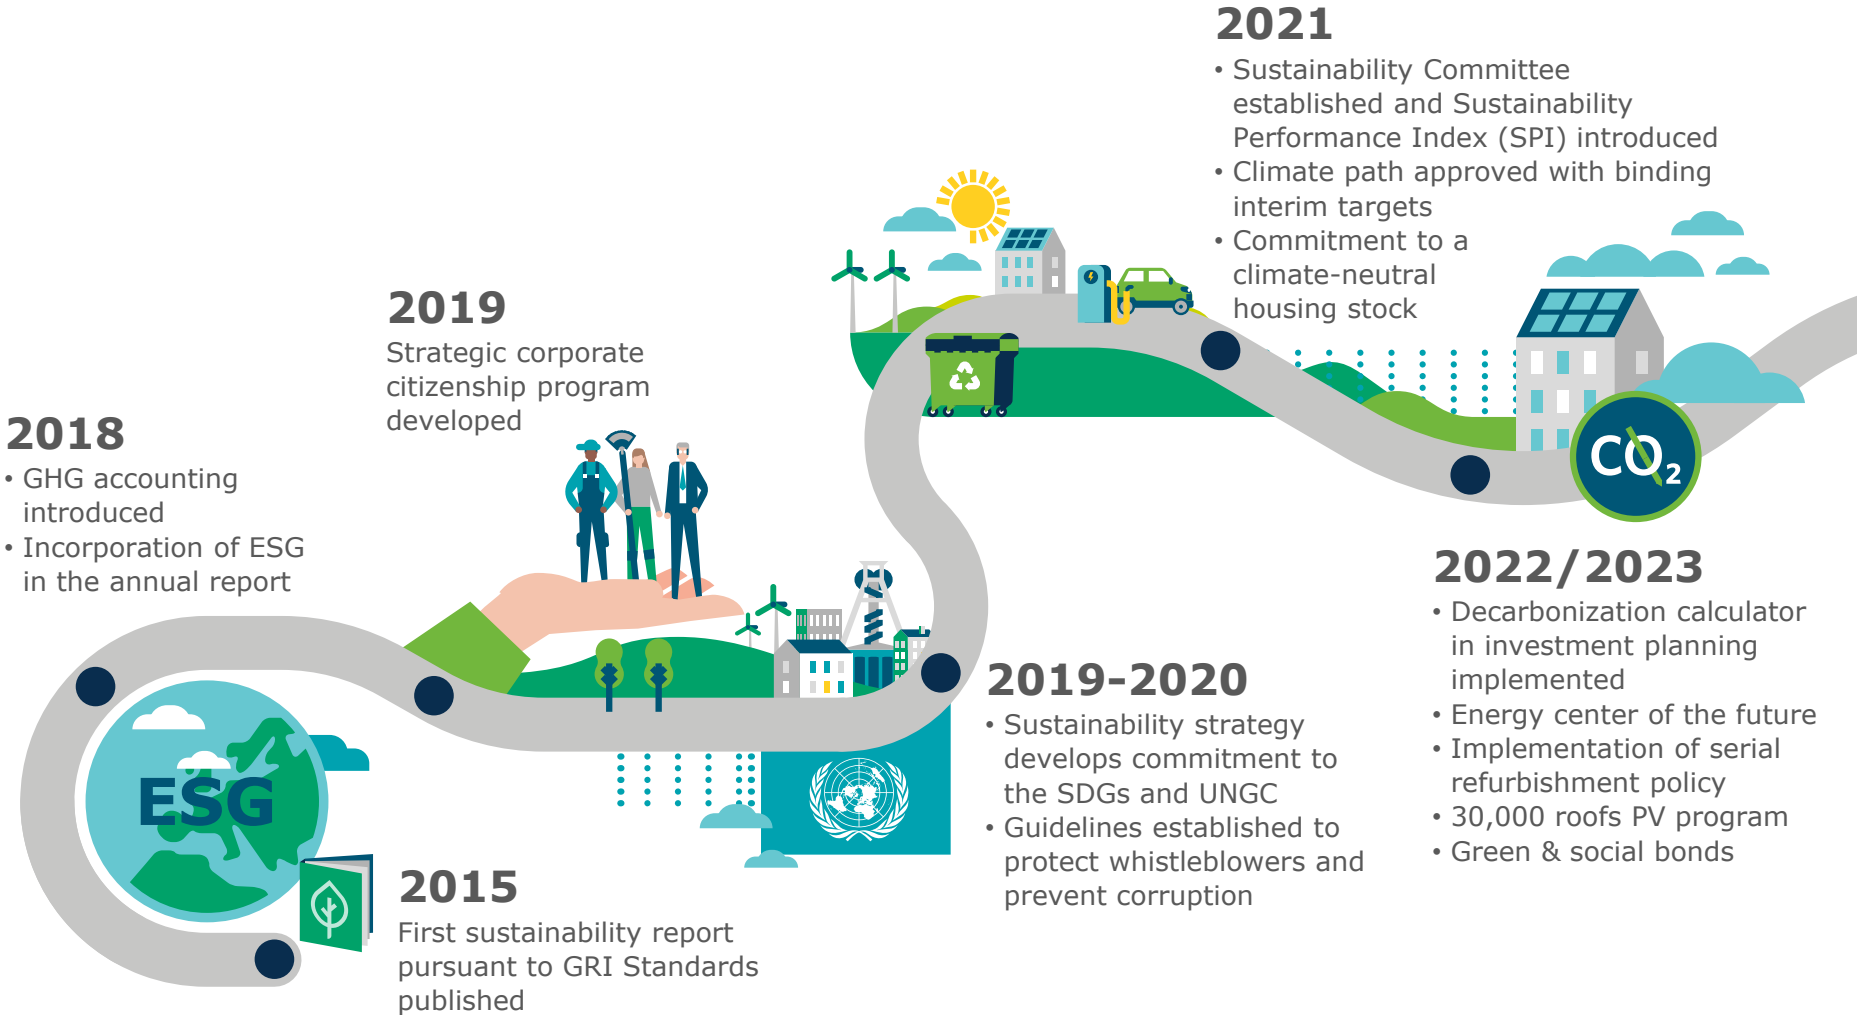 2015
First sustainability report
pursuant to GRI Standards
published
ESG
2018
• GHG accounting
introduced
• Incorporation of ESG
in the annual report
2019
Strategic corporate
citizenship program
developed
2019-2020
• Sustainability strategy
develops commitment to
the SDGs and UNGC
• Guidelines established to
protect whistleblowers and
prevent corruption
2021
• Sustainability Committee
established and Sustainability
Performance Index (SPI) introduced
• Climate path approved with binding
interim targets
• Commitment to a
climate-neutral
housing stock
CO2
2022/2023
• Decarbonization calculator
in investment planning
implemented
• Energy center of the future
• Implementation of serial
refurbishment policy
• 30,000 roofs PV program
• Green & social bonds